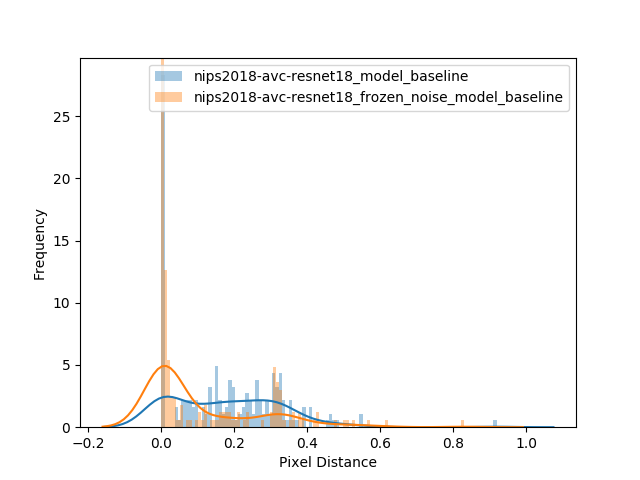 nips2018-avc-resnet18_model_baseline
nips2018-avc-resnet18_frozen_noise_model_baseline
25
20
15
10
5
0
Frequency
−0.2 0.0 0.2 0.4 0.6 0.8 1.0
Pixel Distance